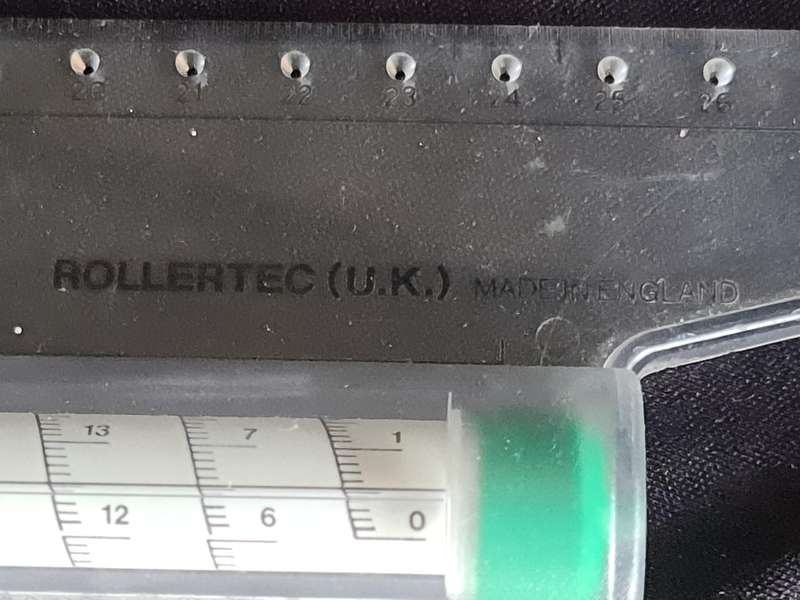 20 21 22 23 24 25 26
ROLLERTEC (U.K.) MADE IN ENGLAND
13 7 1
12 6 0